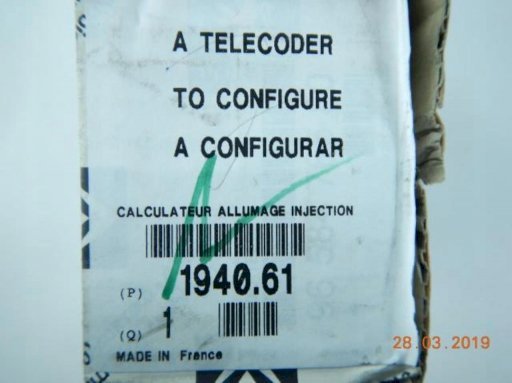 A TELECODER
TO CONFIGURE
A CONFIGURAR
CALCULATEUR ALLUMAGE INJECTION
(P) 1940.61
(Q) 1
MADE IN France
28.03.2019